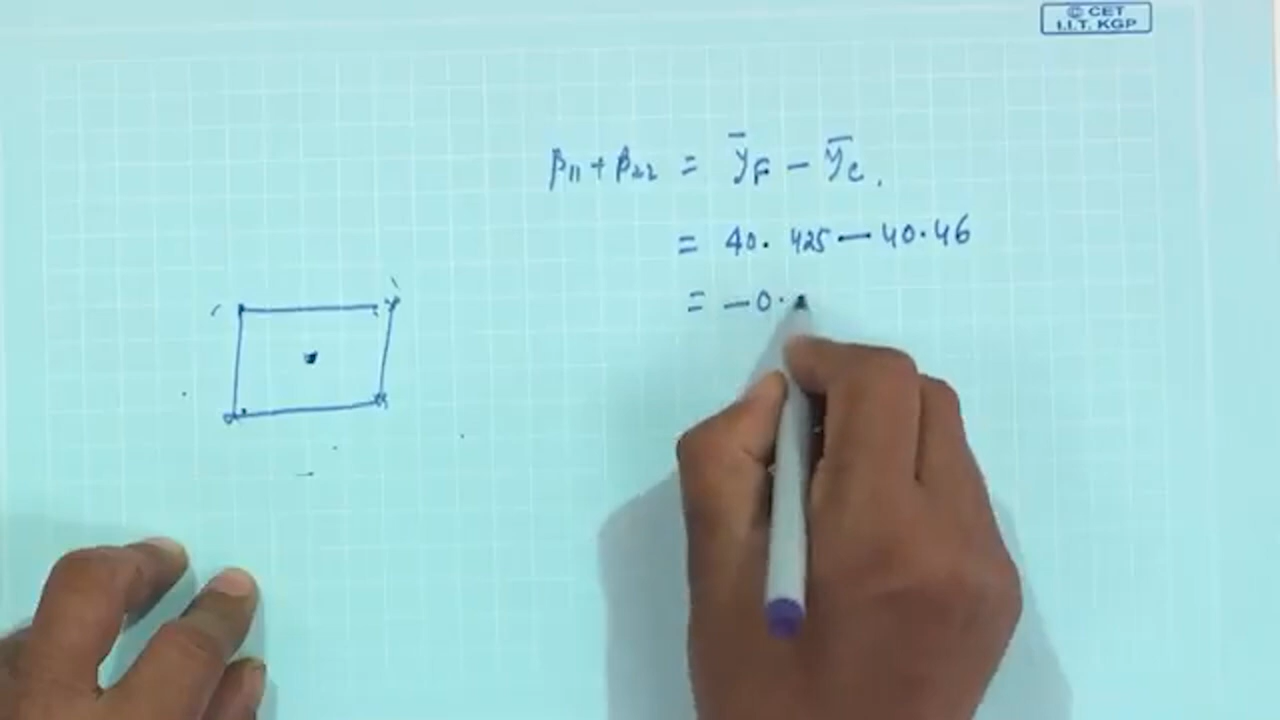 © CET
I.I.T. KGP
β₁₁ + β₂₂ = ȳF − ȳC.
= 40.425 − 40.46
= −0.